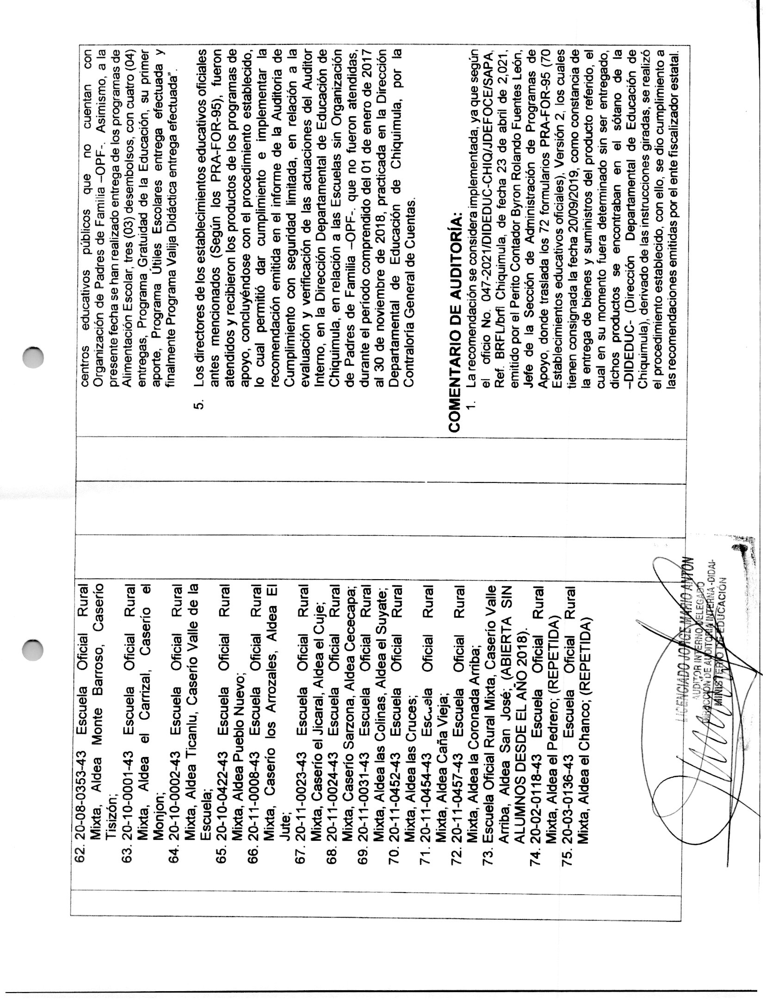 62. 20-08-0353-43 Escuela Oficial Rural
Mixta, Aldea Monte Barroso, Caserío
Tisizón;
63. 20-10-0001-43 Escuela Oficial Rural
Mixta, Aldea el Carrizal, Caserío el
Monjon;
64. 20-10-0002-43 Escuela Oficial Rural
Mixta, Aldea Ticanlu, Caserío Valle de la
Escuela;
65. 20-10-0422-43 Escuela Oficial Rural
Mixta, Aldea Pueblo Nuevo;
66. 20-11-0008-43 Escuela Oficial Rural
Mixta, Caserío los Arrozales, Aldea El
Jute;
67. 20-11-0023-43 Escuela Oficial Rural
Mixta, Caserío el Jicaral, Aldea el Cuje;
68. 20-11-0024-43 Escuela Oficial Rural
Mixta, Caserío Sarzona, Aldea Cececapa;
69. 20-11-0031-43 Escuela Oficial Rural
Mixta, Aldea las Colinas, Aldea el Suyate;
70. 20-11-0452-43 Escuela Oficial Rural
Mixta, Aldea las Cruces;
71. 20-11-0454-43 Escuela Oficial Rural
Mixta, Aldea Caña Vieja;
72. 20-11-0457-43 Escuela Oficial Rural
Mixta, Aldea la Coronada Arriba;
73. Escuela Oficial Rural Mixta, Caserío Valle
Arriba, Aldea San José; (ABIERTA SIN
ALUMNOS DESDE EL AÑO 2018).
74. 20-02-0118-43 Escuela Oficial Rural
Mixta, Aldea el Pedrero; (REPETIDA)
75. 20-03-0136-43 Escuela Oficial Rural
Mixta, Aldea el Chanco; (REPETIDA)
centros educativos públicos que no cuentan con
Organización de Padres de Familia –OPF-. Asimismo, a la
presente fecha se han realizado entrega de los programas de
Alimentación Escolar, tres (03) desembolsos, con cuatro (04)
entregas, Programa Gratuidad de la Educación, su primer
aporte, Programa Útiles Escolares entrega efectuada y
finalmente Programa Valija Didáctica entrega efectuada”.
5. Los directores de los establecimientos educativos oficiales
antes mencionados (Según los PRA-FOR-95), fueron
atendidos y recibieron los productos de los programas de
apoyo, concluyéndose con el procedimiento establecido,
lo cual permitió dar cumplimiento e implementar la
recomendación emitida en el informe de la Auditoría de
Cumplimiento con seguridad limitada, en relación a la
evaluación y verificación de las actuaciones del Auditor
Interno, en la Dirección Departamental de Educación de
Chiquimula, en relación a las Escuelas sin Organización
de Padres de Familia –OPF-. que no fueron atendidas,
durante el período comprendido del 01 de enero de 2017
al 30 de noviembre de 2018, practicada en la Dirección
Departamental de Educación de Chiquimula, por la
Contraloría General de Cuentas.
COMENTARIO DE AUDITORÍA:
1. La recomendación se considera implementada, ya que según
el oficio No. 047-2021/DIDEDUC-CHIQ/JDEFOCE/SAPA,
Ref. BRFL/brfl Chiquimula, de fecha 23 de abril de 2,021,
emitido por el Perito Contador Byron Rolando Fuentes León,
Jefe de la Sección de Administración de Programas de
Apoyo, donde traslada los 72 formularios PRA-FOR-95 (70
Establecimientos educativos oficiales), Versión 2, los cuales
tienen consignada la fecha 20/09/2019, como constancia de
la entrega de bienes y suministros del producto referido, el
cual en su momento fuera determinado sin ser entregado,
dichos productos se encontraban en el sótano de la
–DIDEDUC- (Dirección Departamental de Educación de
Chiquimula), derivado de las instrucciones giradas, se realizó
el procedimiento establecido, con ello, se dio cumplimiento a
las recomendaciones emitidas por el ente fiscalizador estatal.
LICENCIADO JORGE MARIO ANTON
AUDITOR INTERNO DELEGADO
DIRECCIÓN DE AUDITORIA INTERNA -DIDAI-
MINISTERIO DE EDUCACIÓN